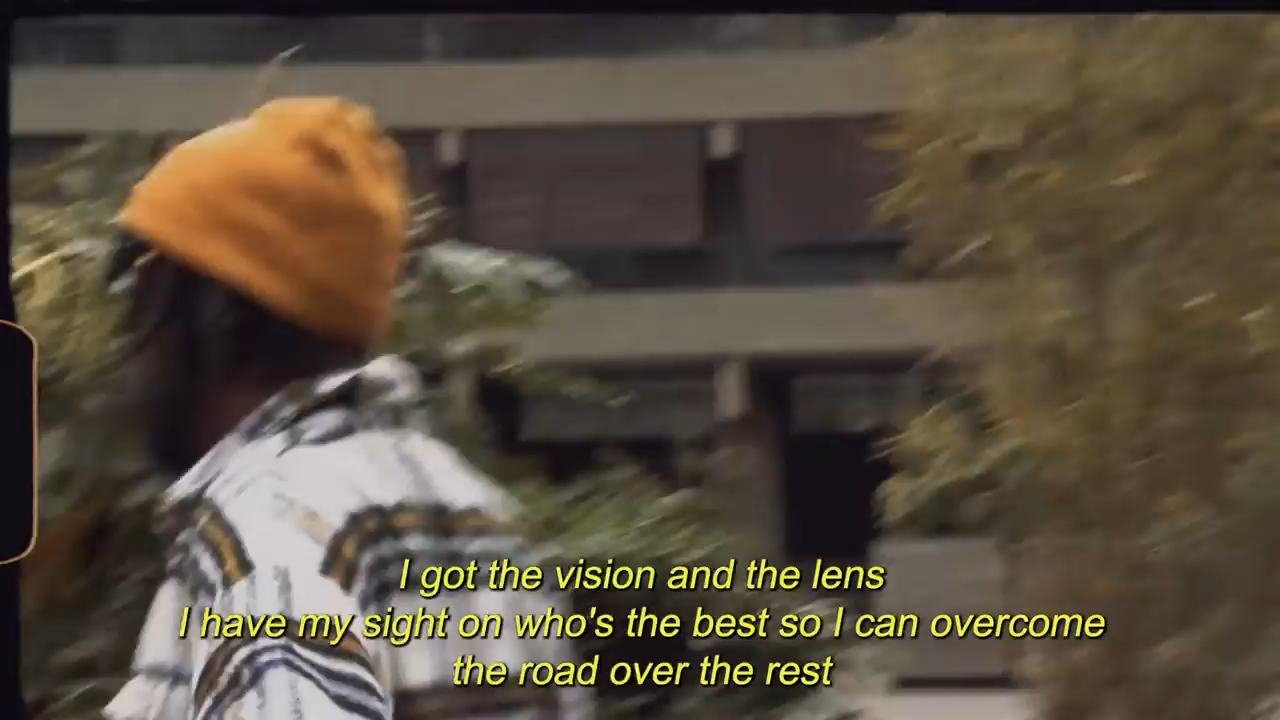 I got the vision and the lens
I have my sight on who's the best so I can overcome
the road over the rest